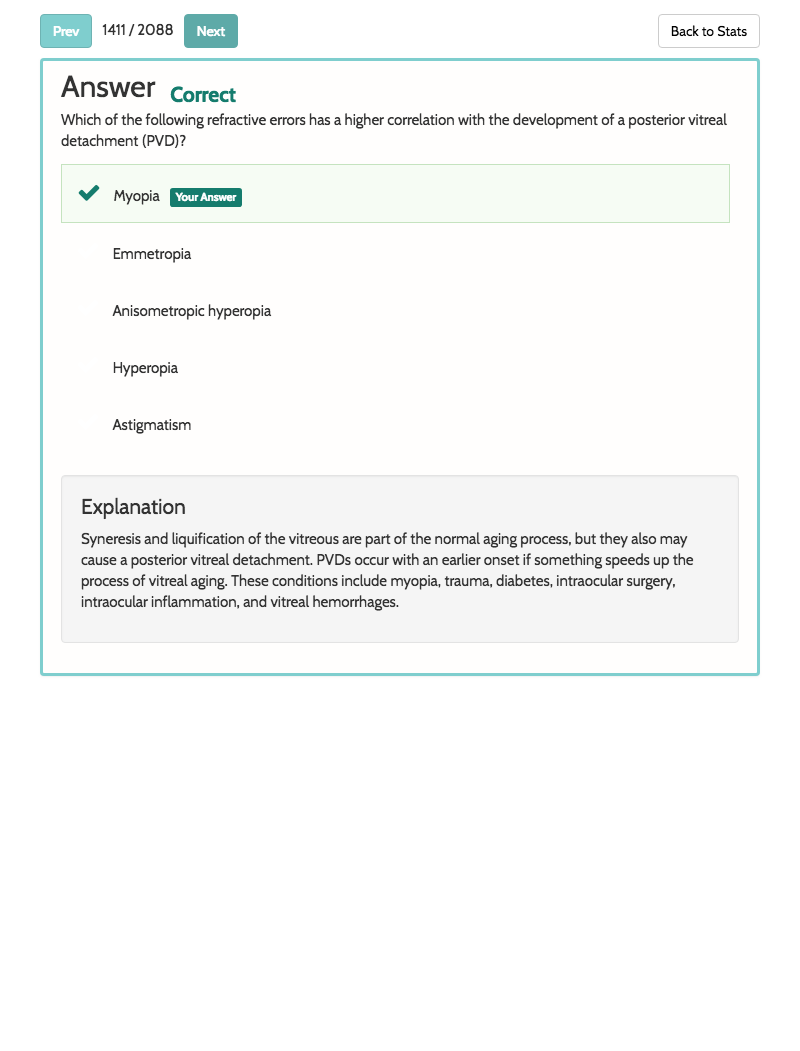 Prev 1411 / 2088 Next Back to Stats
Answer Correct
Which of the following refractive errors has a higher correlation with the development of a posterior vitreal
detachment (PVD)?
Myopia Your Answer
Emmetropia
Anisometropic hyperopia
Hyperopia
Astigmatism
Explanation
Syneresis and liquification of the vitreous are part of the normal aging process, but they also may
cause a posterior vitreal detachment. PVDs occur with an earlier onset if something speeds up the
process of vitreal aging. These conditions include myopia, trauma, diabetes, intraocular surgery,
intraocular inflammation, and vitreal hemorrhages.